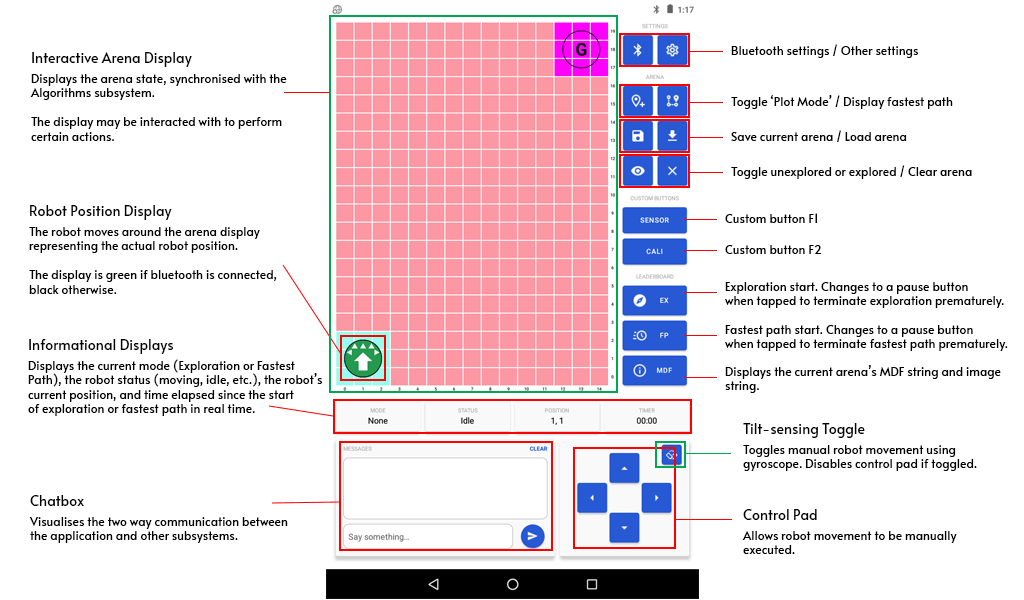 1:17
Interactive Arena Display
Displays the arena state, synchronised with the
Algorithms subsystem.
The display may be interacted with to perform
certain actions.
Robot Position Display
The robot moves around the arena display
representing the actual robot position.
The display is green if bluetooth is connected,
black otherwise.
Informational Displays
Displays the current mode (Exploration or Fastest
Path), the robot status (moving, idle, etc.), the robot's
current position, and time elapsed since the start
of exploration or fastest path in real time.
Chatbox
Visualises the two way communication between
the application and other subsystems.
G
19
18
17
16
15
14
13
12
11
10
9
8
7
6
5
4
3
2
1
0
0 1 2 3 4 5 6 7 8 9 10 11 12 13 14
SETTINGS
ARENA
CUSTOM BUTTONS
SENSOR
CALI
LEADERBOARD
EX
FP
MDF
MODE
None
STATUS
Idle
POSITION
1, 1
TIMER
00:00
MESSAGES
CLEAR
Say something...
Bluetooth settings / Other settings
Toggle ‘Plot Mode’ / Display fastest path
Save current arena / Load arena
Toggle unexplored or explored / Clear arena
Custom button F1
Custom button F2
Exploration start. Changes to a pause button
when tapped to terminate exploration prematurely.
Fastest path start. Changes to a pause button
when tapped to terminate fastest path prematurely.
Displays the current arena's MDF string and image
string.
Tilt-sensing Toggle
Toggles manual robot movement using
gyroscope. Disables control pad if toggled.
Control Pad
Allows robot movement to be manually
executed.